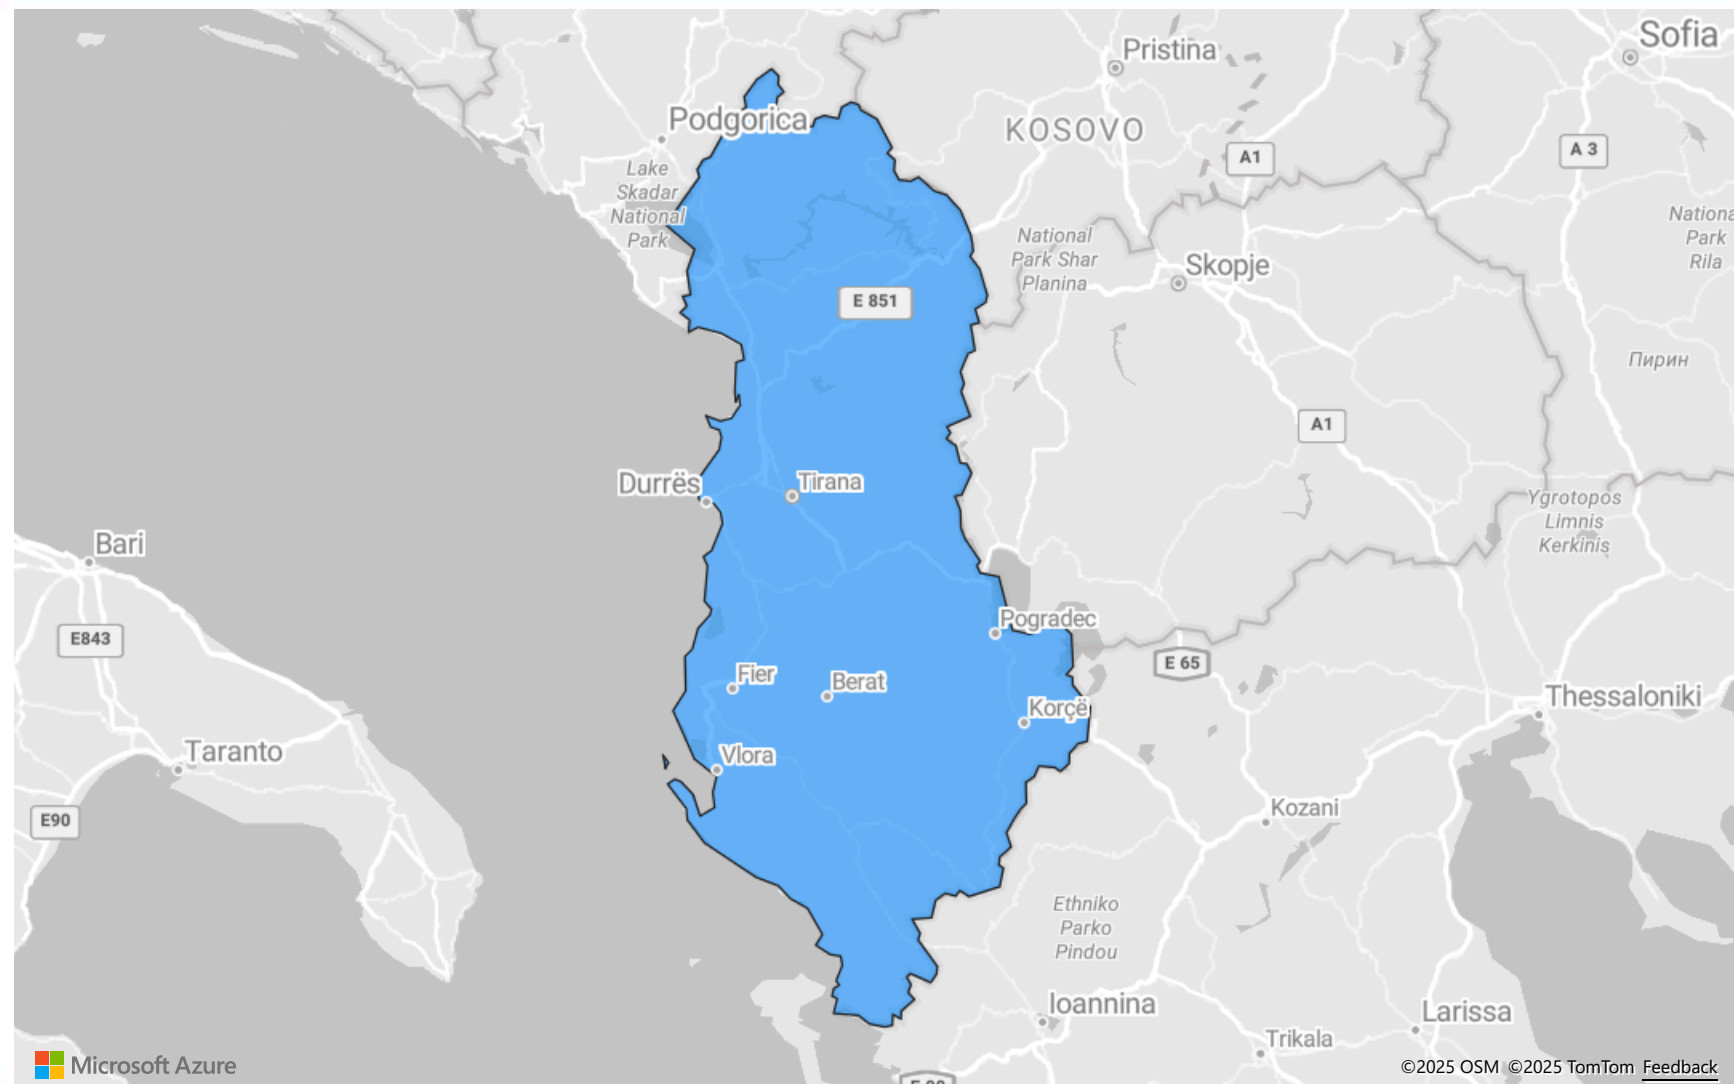 Sofia
Pristina
Podgorica
KOSOVO
A1
A 3
Lake
Skadar
National
Park
National
Park Shar
Planina
Skopje
Park
Rila
E 851
Пирин
A1
Durrës
Tirana
Ygrotopos
Limnis
Kerkinis
Bari
E843
Pogradec
E 65
Fier
Berat
Korçë
Thessaloniki
Taranto
Vlora
E90
Kozani
Ethniko
Parko
Pindou
Ioannina
Larissa
Trikala
Microsoft Azure
©2025 OSM ©2025 TomTom Feedback